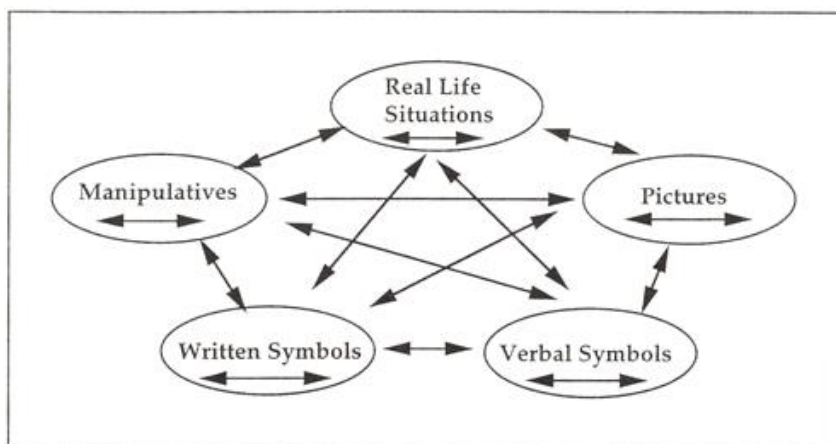 Real Life
Situations
Manipulatives
Pictures
Written Symbols
Verbal Symbols